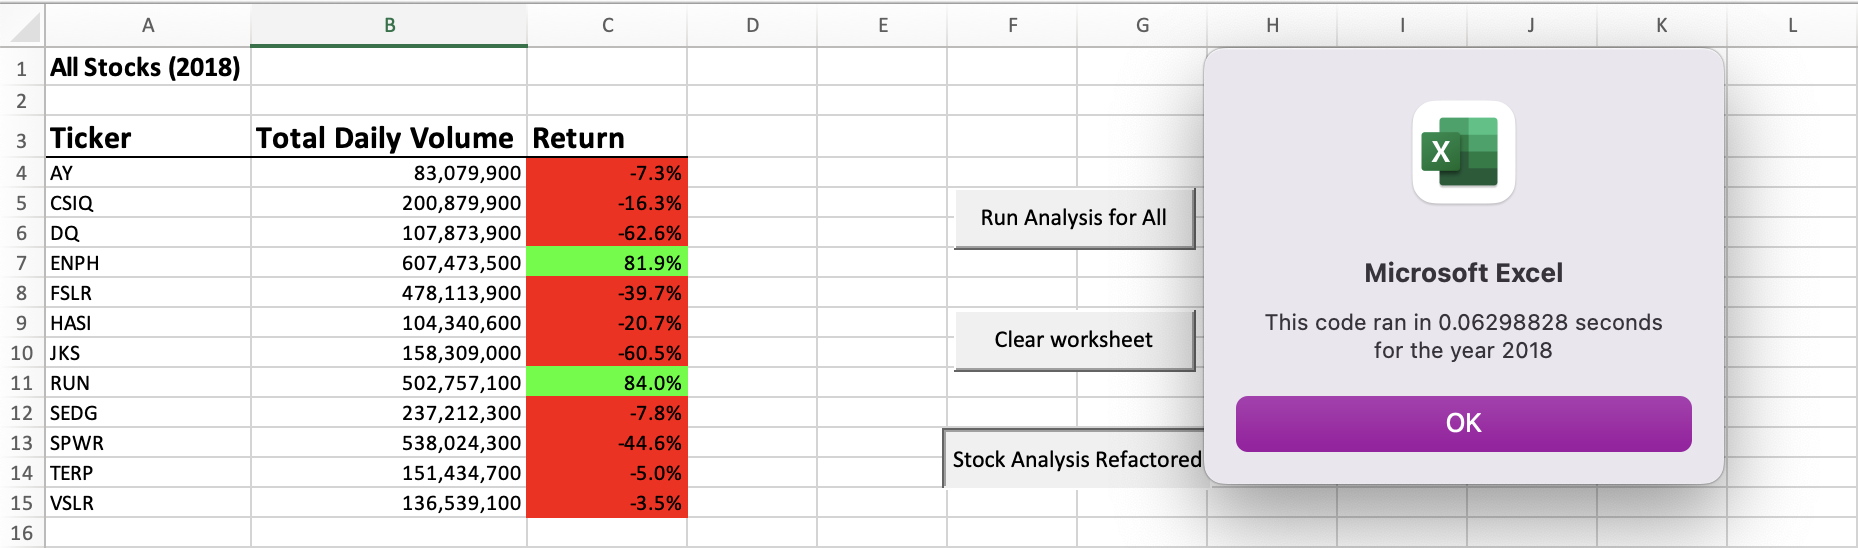 A B C D E F G H I J K L
1 All Stocks (2018)
2
3 Ticker Total Daily Volume Return
4 AY 83,079,900 -7.3%
5 CSIQ 200,879,900 -16.3%
6 DQ 107,873,900 -62.6%
7 ENPH 607,473,500 81.9%
8 FSLR 478,113,900 -39.7%
9 HASI 104,340,600 -20.7%
10 JKS 158,309,000 -60.5%
11 RUN 502,757,100 84.0%
12 SEDG 237,212,300 -7.8%
13 SPWR 538,024,300 -44.6%
14 TERP 151,434,700 -5.0%
15 VSLR 136,539,100 -3.5%
16
Run Analysis for All
Clear worksheet
Stock Analysis Refactored
X
Microsoft Excel
This code ran in 0.06298828 seconds
for the year 2018
OK